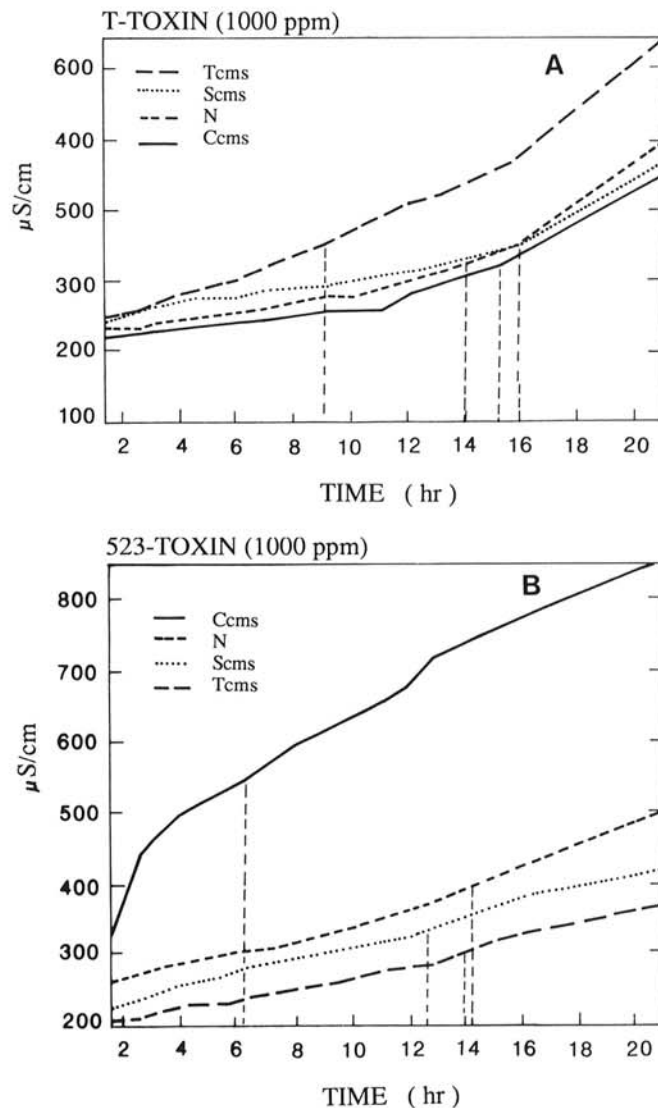 T-TOXIN (1000 ppm)
A
Tcms
Scms
N
Ccms
600
400
500
300
200
100
µS/cm
2 4 6 8 10 12 14 16 18 20
TIME (hr)
523-TOXIN (1000 ppm)
B
Ccms
N
Scms
Tcms
800
700
600
500
400
300
200
µS/cm
2 4 6 8 10 12 14 16 18 20
TIME (hr)